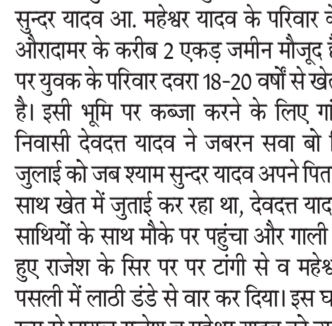 सुन्दर यादव आ. महेश्वर यादव के परिवार
औरादामर के करीब 2 एकड़ जमीन मौजूद
पर युवक के परिवार दवरा 18-20 वर्षों से
है। इसी भूमि पर कब्जा करने के लिए
निवासी देवदत्त यादव ने जबरन सवा बो
जुलाई को जब श्याम सुन्दर यादव अपने
साथ खेत में जुताई कर रहा था, देवदत्त
साथियों के साथ मौके पर पहुंचा और गाली
हुए राजेश के सिर पर पर टांगी से व
पसली में लाठी डंडे से वार कर दिया। इस